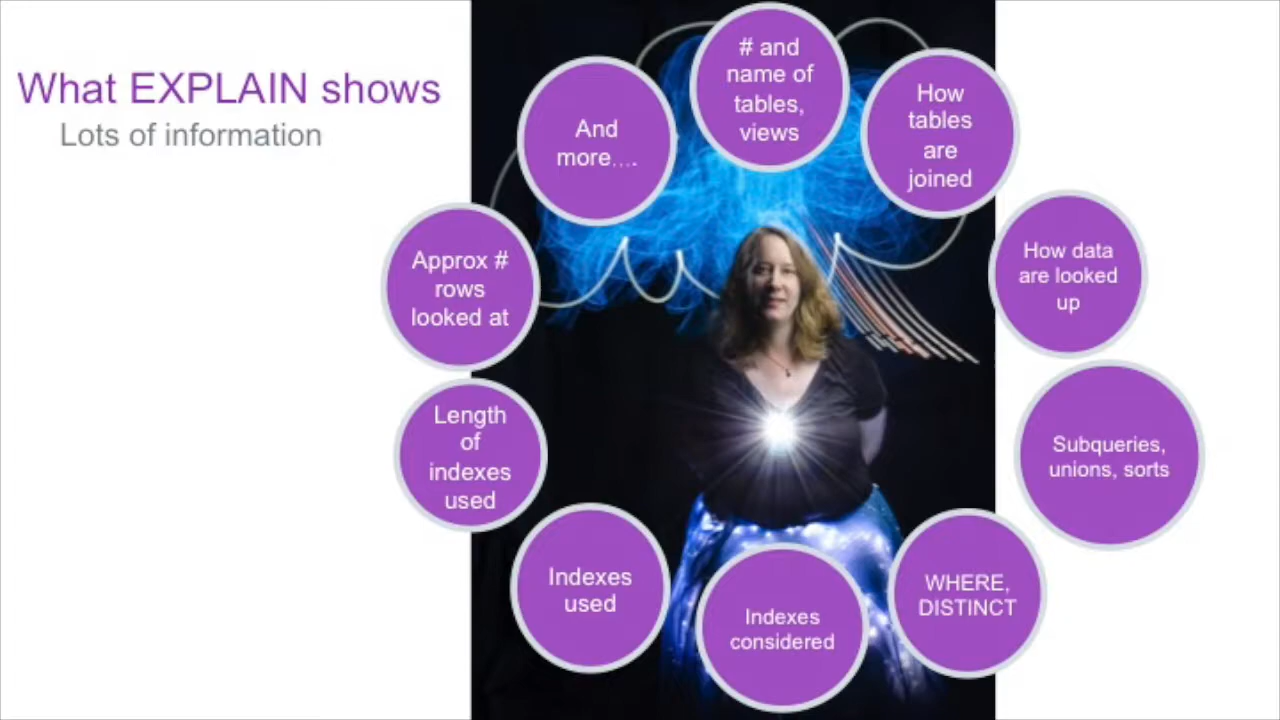 What EXPLAIN shows
Lots of information
# and
name of
tables,
views
How
tables
are
joined
How data
are looked
up
Subqueries,
unions, sorts
WHERE,
DISTINCT
Indexes
considered
Indexes
used
Length
of
indexes
used
Approx #
rows
looked at
And
more….